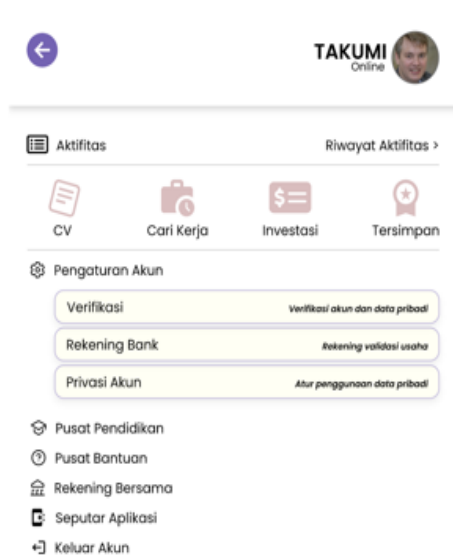 TAKUMI
Online
Aktifitas Riwayat Aktifitas >
CV Cari Kerja Investasi Tersimpan
Pengaturan Akun
Verifikasi Verifikasi akun dan data pribadi
Rekening Bank Rekening validasi usaha
Privasi Akun Atur penggunaan data pribadi
Pusat Pendidikan
Pusat Bantuan
Rekening Bersama
Seputar Aplikasi
Keluar Akun